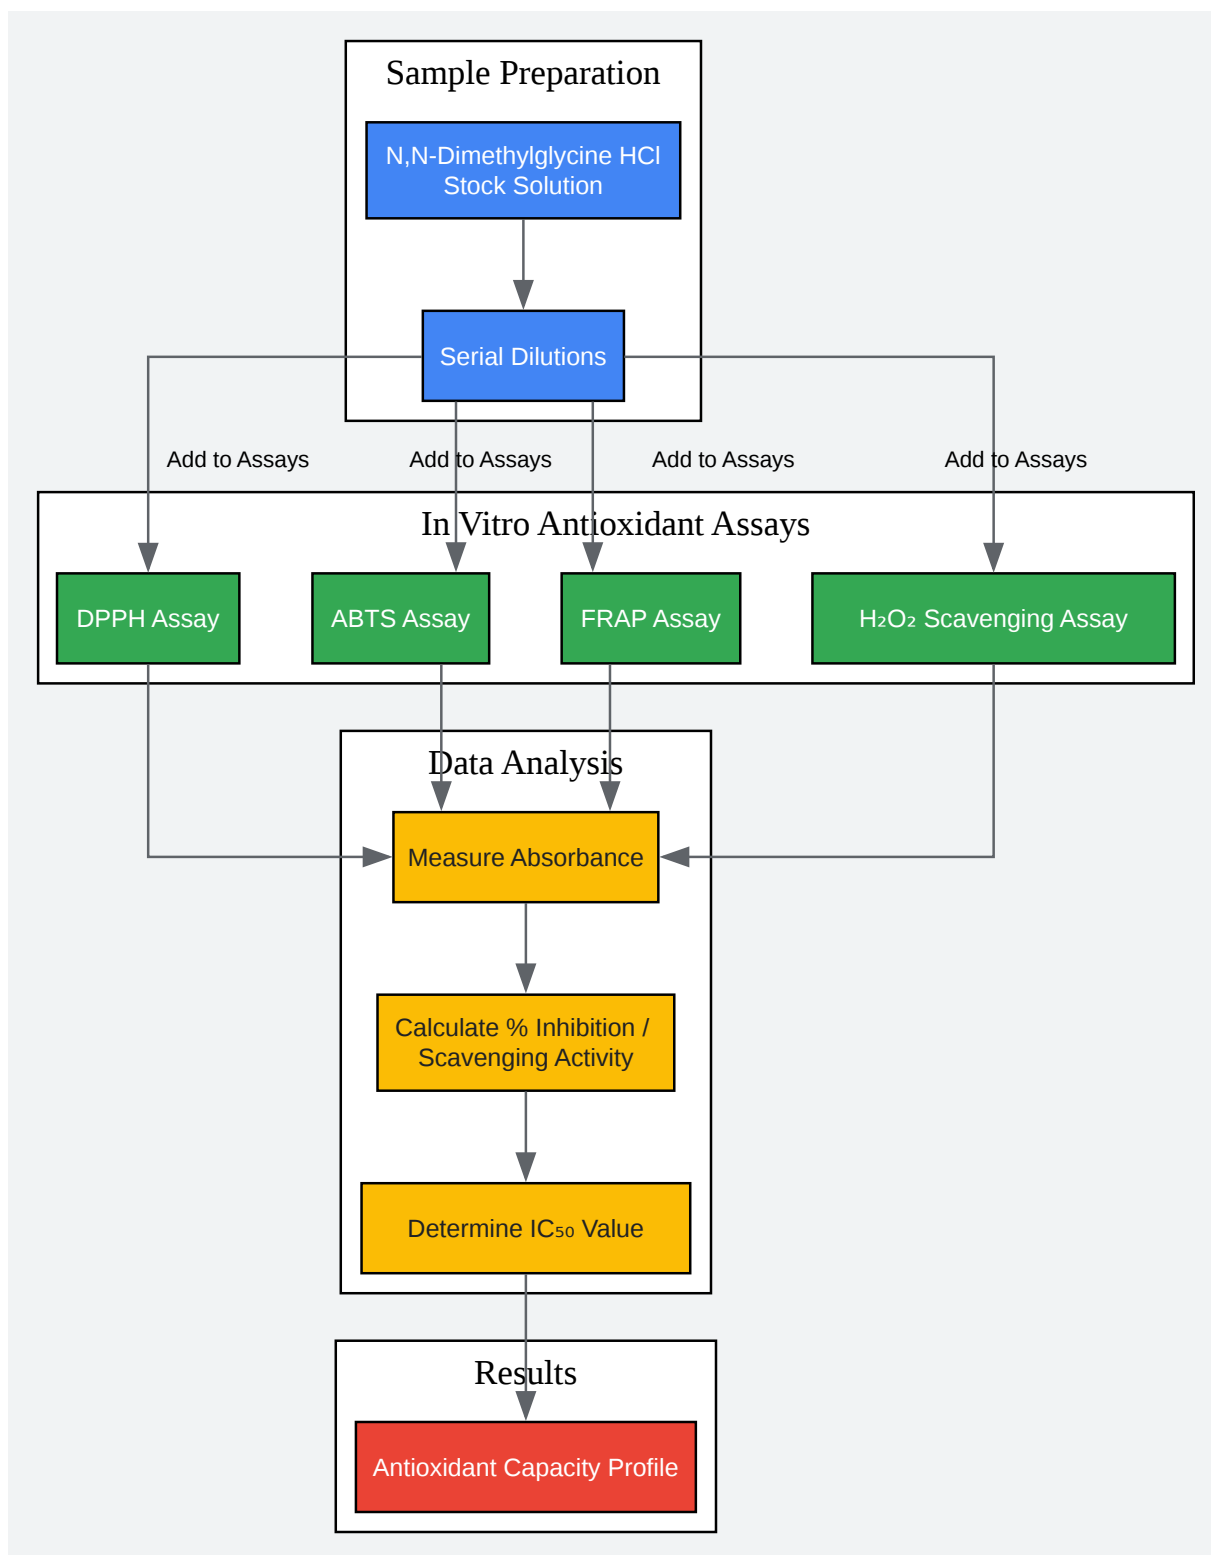 Sample Preparation
N,N-Dimethylglycine HCl
Stock Solution
Serial Dilutions
Add to Assays
Add to Assays
Add to Assays
Add to Assays
In Vitro Antioxidant Assays
DPPH Assay
ABTS Assay
FRAP Assay
H₂O₂ Scavenging Assay
Data Analysis
Measure Absorbance
Calculate % Inhibition /
Scavenging Activity
Determine IC₅₀ Value
Results
Antioxidant Capacity Profile